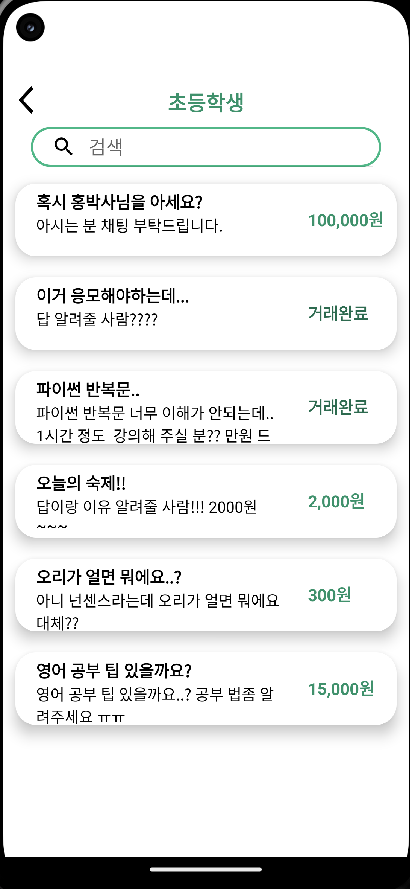 초등학생
검색
혹시 홍박사님을 아세요?
아시는 분 채팅 부탁드립니다.
100,000원
이거 응모해야하는데...
답 알려줄 사람????
거래완료
파이썬 반복문..
파이썬 반복문 너무 이해가 안되는데..
1시간 정도 강의해 주실 분?? 만원 드
거래완료
오늘의 숙제!!
답이랑 이유 알려줄 사람!!! 2000원
~~~
2,000원
오리가 얼면 뭐에요..?
아니 넌센스라는데 오리가 얼면 뭐에요
대체??
300원
영어 공부 팁 있을까요?
영어 공부 팁 있을까요..? 공부 법좀 알
려주세요 ㅠㅠ
15,000원